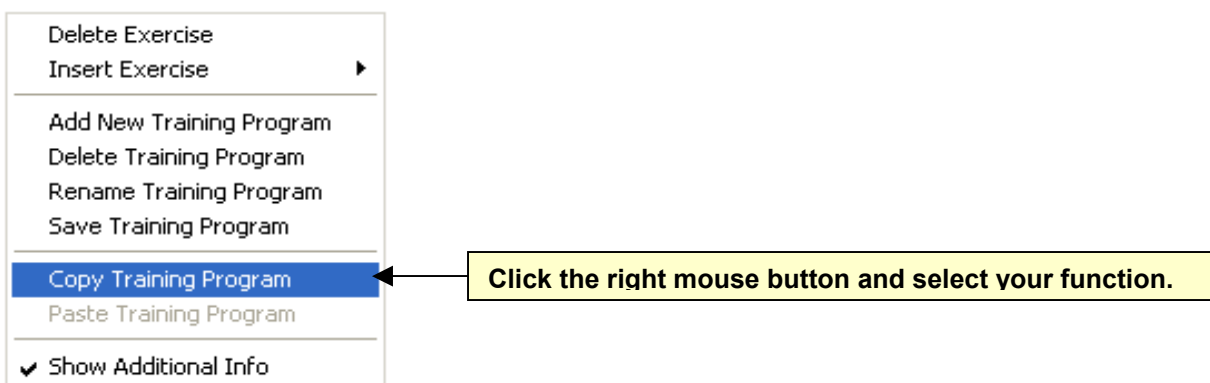 Delete Exercise
Insert Exercise
Add New Training Program
Delete Training Program
Rename Training Program
Save Training Program
Copy Training Program
Click the right mouse button and select your function.
Paste Training Program
Show Additional Info